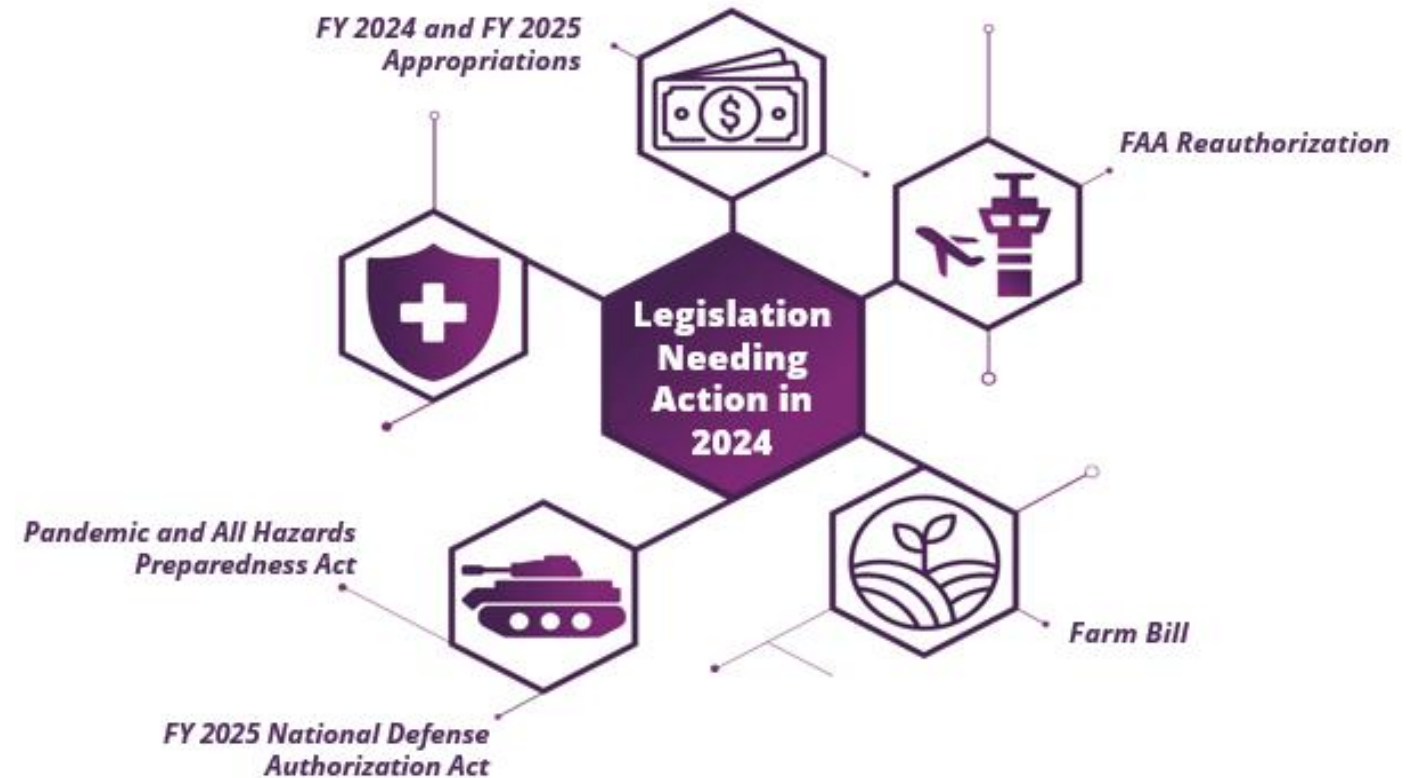 FY 2024 and FY 2025
Appropriations
FAA Reauthorization
Legislation
Needing
Action in
2024
Pandemic and All Hazards
Preparedness Act
Farm Bill
FY 2025 National Defense
Authorization Act